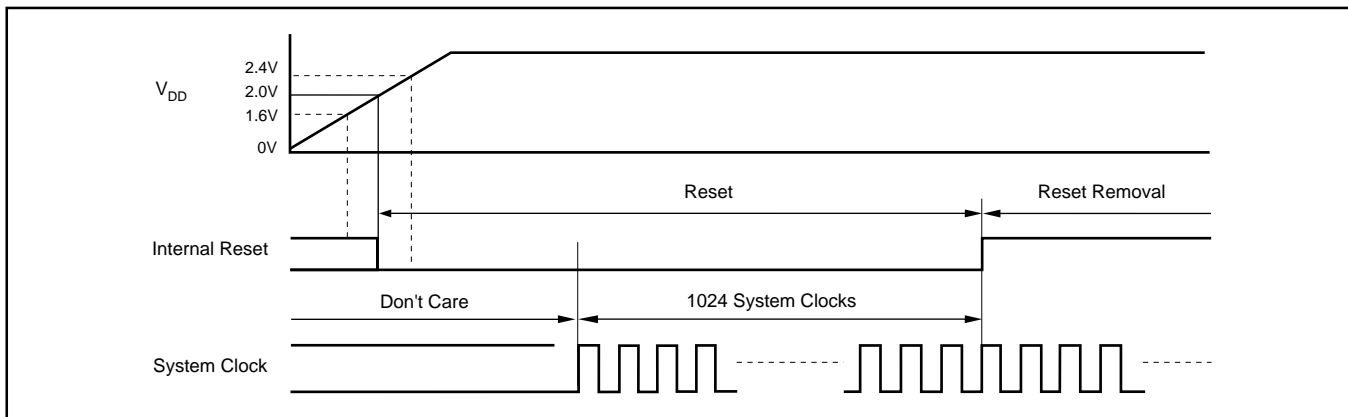 2.4V
V_DD
2.0V
1.6V
0V
Reset
Reset Removal
Internal Reset
Don't Care
1024 System Clocks
System Clock